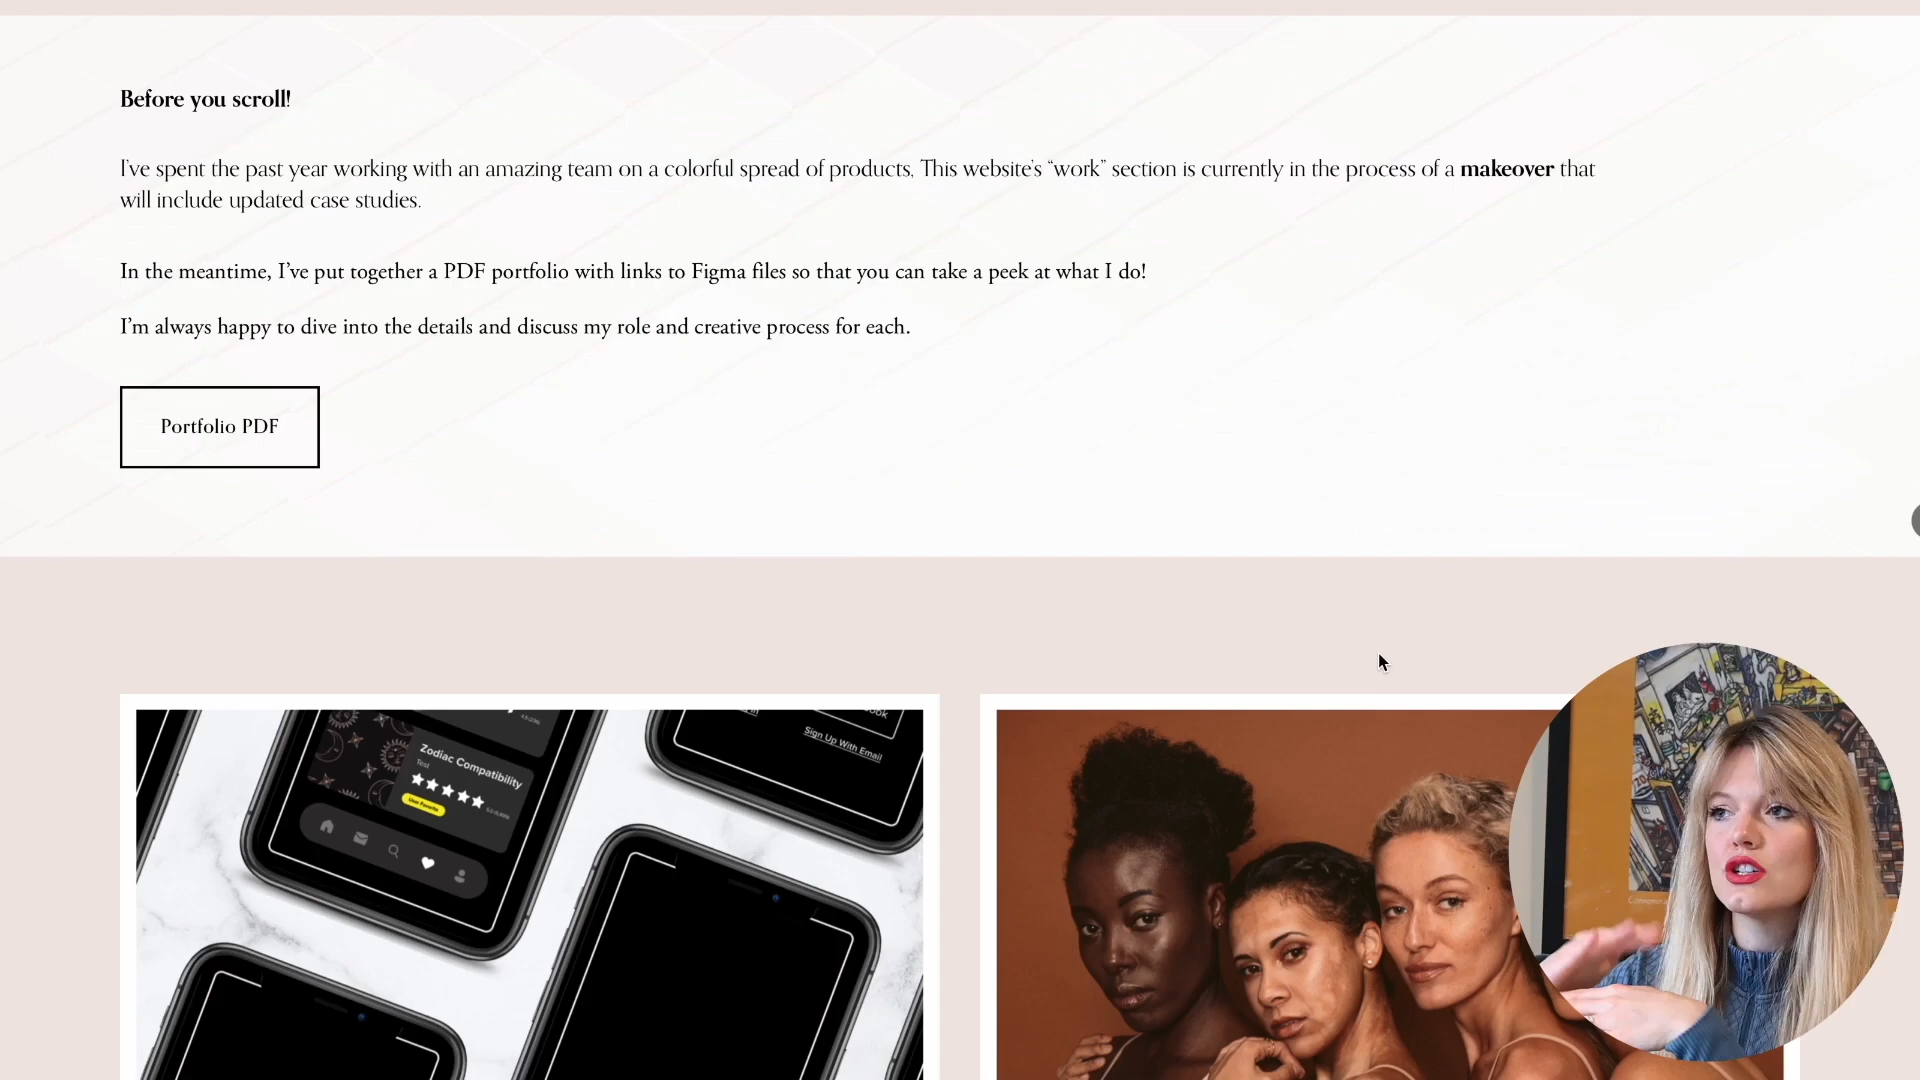 Before you scroll!
I've spent the past year working with an amazing team on a colorful spread of products. This website's “work” section is currently in the process of a makeover that
will include updated case studies.
In the meantime, I've put together a PDF portfolio with links to Figma files so that you can take a peek at what I do!
I'm always happy to dive into the details and discuss my role and creative process for each.
Portfolio PDF
Sign Up With Email
Zodiac Compatibility
Test
User Favorite